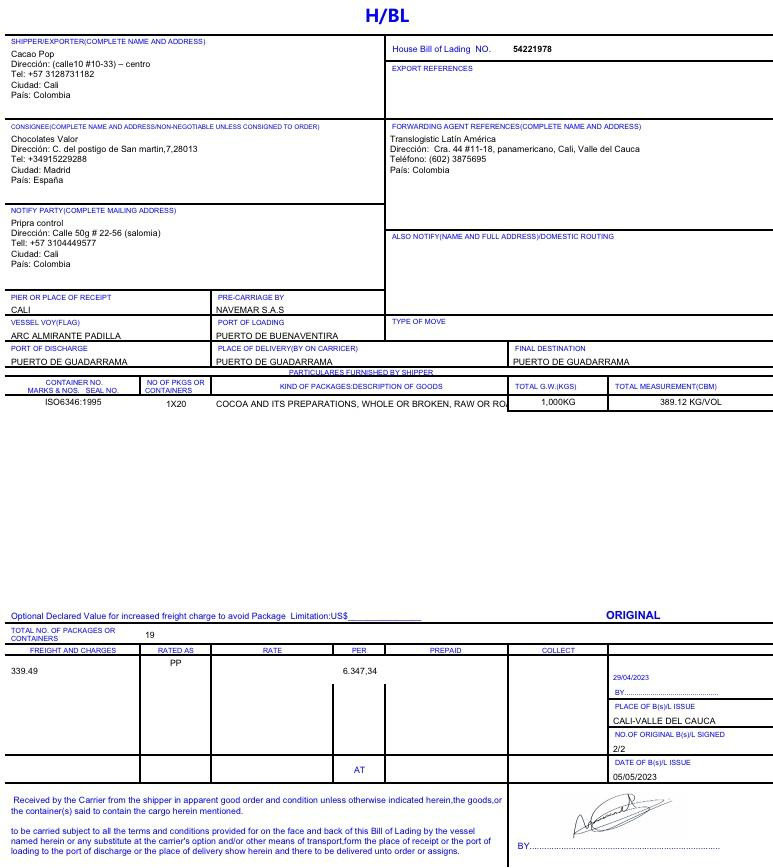 H/BL
SHIPPER/EXPORTER(COMPLETE NAME AND ADDRESS)
Cacao Pop
Dirección: (calle10 #10-33) – centro
Tel: +57 3128731182
Ciudad: Cali
País: Colombia
House Bill of Lading NO. 54221978
EXPORT REFERENCES
CONSIGNEE(COMPLETE NAME AND ADDRESS/NON-NEGOTIABLE UNLESS CONSIGNED TO ORDER)
Chocolates Valor
Dirección: C. del postigo de San martin,7,28013
Tel: +34915229288
Ciudad: Madrid
País: España
FORWARDING AGENT REFERENCES(COMPLETE NAME AND ADDRESS)
Translogistic Latín América
Dirección: Cra. 44 #11-18, panamericano, Cali, Valle del Cauca
Teléfono: (602) 3875695
País: Colombia
NOTIFY PARTY(COMPLETE MAILING ADDRESS)
Pripra control
Dirección: Calle 50g # 22-56 (salomia)
Tell: +57 3104449577
Ciudad: Cali
País: Colombia
ALSO NOTIFY(NAME AND FULL ADDRESS)/DOMESTIC ROUTING
PIER OR PLACE OF RECEIPT
CALI
PRE-CARRIAGE BY
NAVEMAR S.A.S
VESSEL VOY(FLAG)
ARC ALMIRANTE PADILLA
PORT OF LOADING
PUERTO DE BUENAVENTIRA
TYPE OF MOVE
PORT OF DISCHARGE
PUERTO DE GUADARRAMA
PLACE OF DELIVERY(BY ON CARRICER)
PUERTO DE GUADARRAMA
FINAL DESTINATION
PUERTO DE GUADARRAMA
PARTICULARES FURNISHED BY SHIPPER
CONTAINER NO.
MARKS & NOS. SEAL NO.
NO OF PKGS OR
CONTAINERS
KIND OF PACKAGES:DESCRIPTION OF GOODS
TOTAL G.W.(KGS)
TOTAL MEASUREMENT(CBM)
ISO6346:1995
1X20
COCOA AND ITS PREPARATIONS, WHOLE OR BROKEN, RAW OR RO
1,000KG
389.12 KG/VOL
Optional Declared Value for increased freight charge to avoid Package Limitation:US$_______________
ORIGINAL
TOTAL NO. OF PACKAGES OR
CONTAINERS
19
FREIGHT AND CHARGES
RATED AS
RATE
PER
PREPAID
COLLECT
339.49
PP
6.347,34
29/04/2023
BY.............................................
PLACE OF B(s)/L ISSUE
CALI-VALLE DEL CAUCA
NO.OF ORIGINAL B(s)/L SIGNED
2/2
AT
DATE OF B(s)/L ISSUE
05/05/2023
Received by the Carrier from the shipper in apparent good order and condition unless otherwise indicated herein,the goods,or
the container(s) said to contain the cargo herein mentioned.
to be carried subject to all the terms and conditions provided for on the face and back of this Bill of Lading by the vessel
named herein or any substitute at the carrier's option and/or other means of transport,form the place of receipt or the port of
loading to the port of discharge or the place of delivery show herein and there to be delivered unto order or assigns.
BY......................................................................